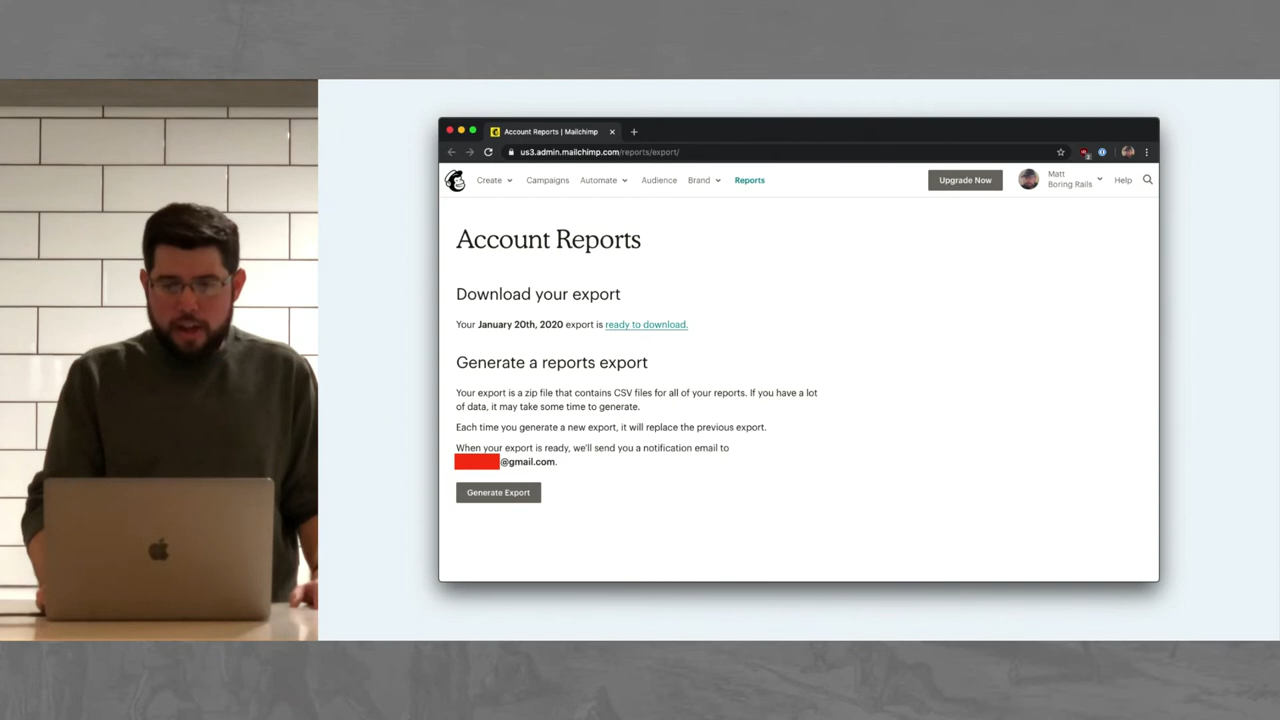 Account Reports | Mailchimp
us3.admin.mailchimp.com/reports/export/
Create Campaigns Automate Audience Brand Reports Upgrade Now Matt Boring Rails Help
Account Reports
Download your export
Your January 20th, 2020 export is ready to download.
Generate a reports export
Your export is a zip file that contains CSV files for all of your reports. If you have a lot
of data, it may take some time to generate.
Each time you generate a new export, it will replace the previous export.
When your export is ready, we'll send you a notification email to
@gmail.com.
Generate Export